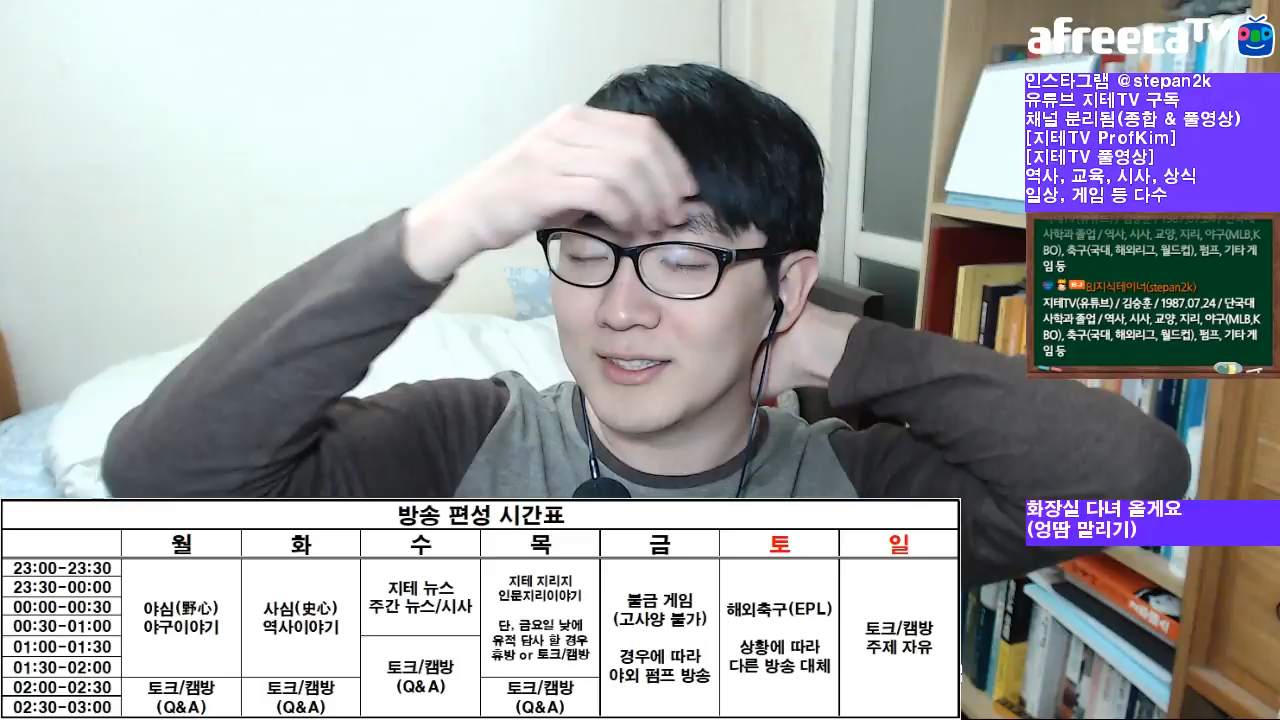 afreecaTV
인스타그램 @stepan2k
유튜브 지테TV 구독
채널 분리됨(종합 & 풀영상)
[지테TV ProfKim]
[지테TV 풀영상]
역사, 교육, 시사, 상식
일상, 게임 등 다수
사학과 졸업 / 역사, 시사, 교양, 지리, 야구(MLB,K
BO), 축구(국대, 해외리그, 월드컵), 펌프, 기타 게
임 등
BJ지식테이너(stepan2k)
지테TV(유튜브) / 김승훈 / 1987.07.24 / 단국대
사학과 졸업 / 역사, 시사, 교양, 지리, 야구(MLB,K
BO), 축구(국대, 해외리그, 월드컵), 펌프, 기타 게
임 등
화장실 다녀 올게요
(엉땀 말리기)
방송 편성 시간표
월 화 수 목 금 토 일
23:00-23:30
23:30-00:00
00:00-00:30
00:30-01:00
01:00-01:30
01:30-02:00
02:00-02:30
02:30-03:00
야심(野心)
야구이야기
토크/캠방
(Q&A)
사심(史心)
역사이야기
토크/캠방
(Q&A)
지테 뉴스
주간 뉴스/시사
토크/캠방
(Q&A)
지테 지리지
인문지리이야기
단, 금요일 낮에
유적 답사 할 경우
휴방 or 토크/캠방
토크/캠방
(Q&A)
불금 게임
(고사양 불가)
경우에 따라
야외 펌프 방송
해외축구(EPL)
상황에 따라
다른 방송 대체
토크/캠방
주제 자유